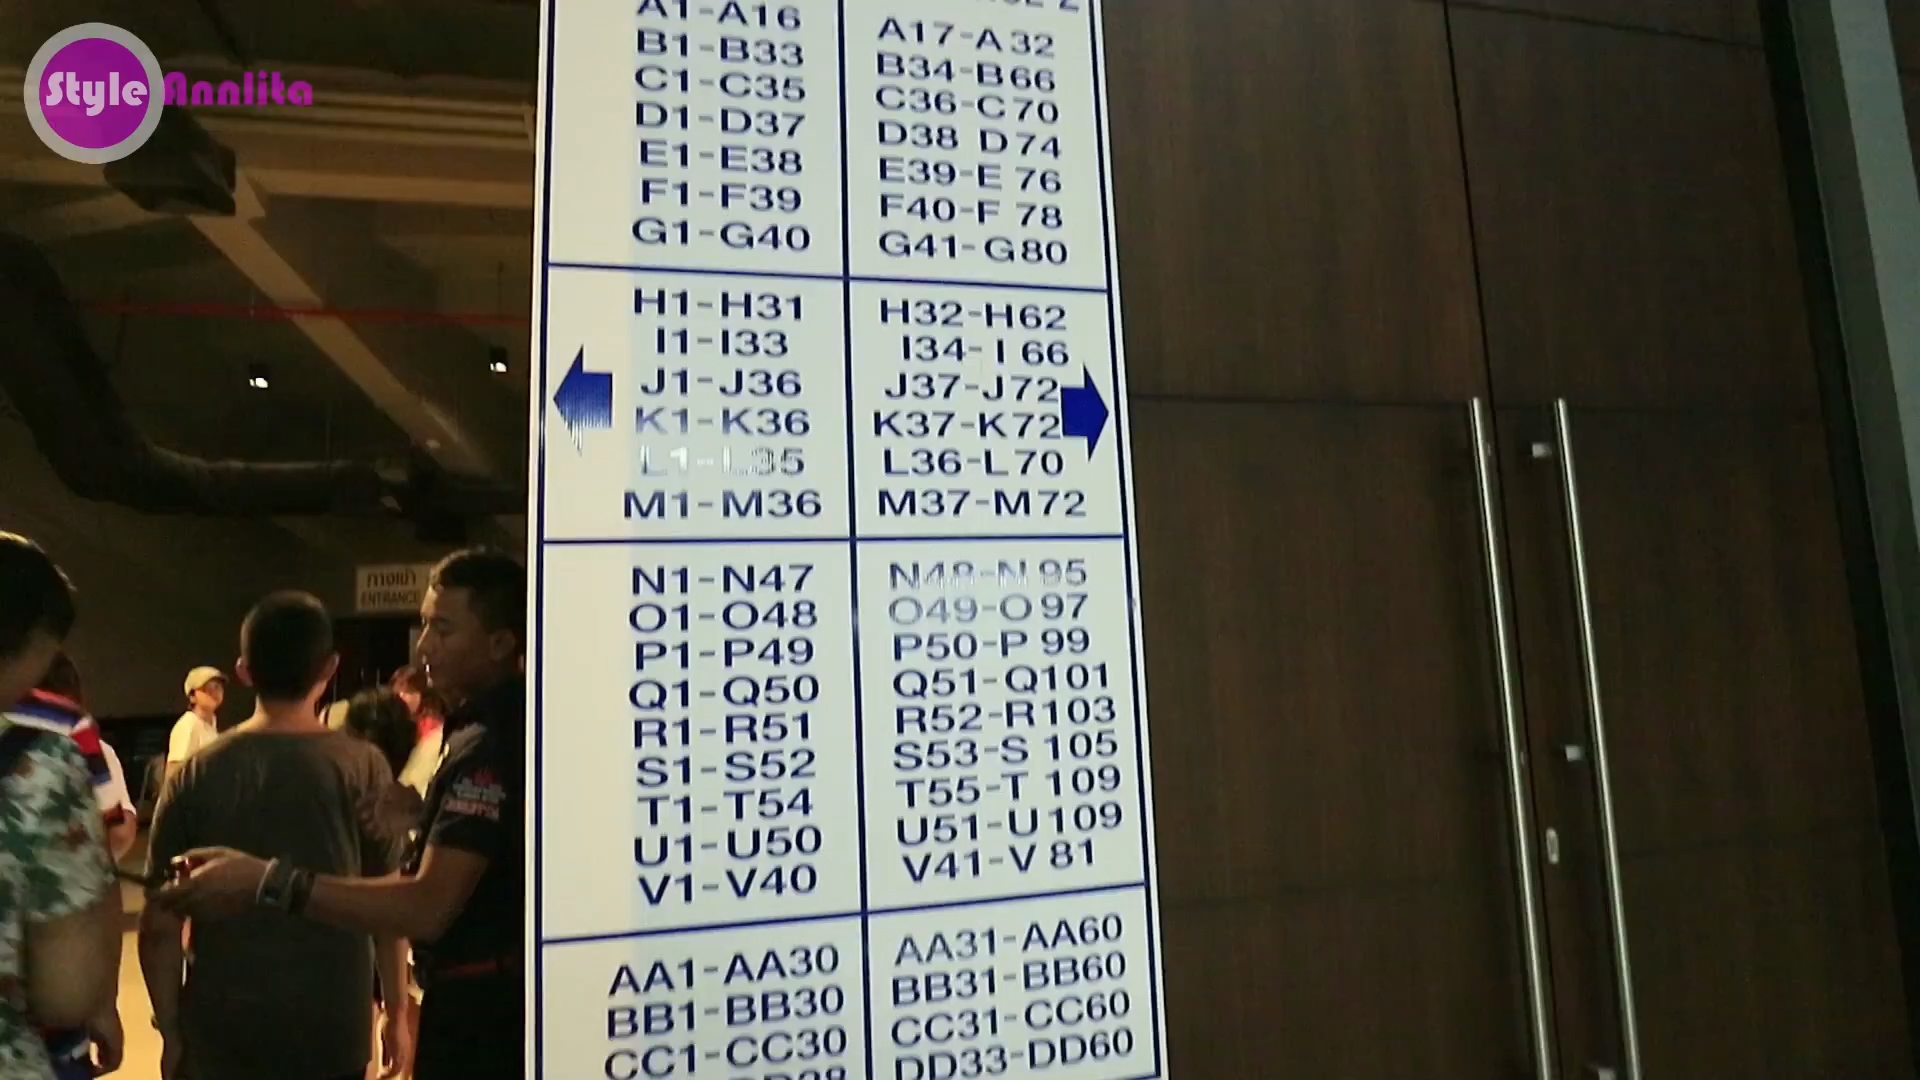 Style Annlita
A1-A16
B1-B33
C1-C35
D1-D37
E1-E38
F1-F39
G1-G40
A17-A32
B34-B66
C36-C70
D38 D74
E39-E 76
F40-F 78
G41-G80
H1-H31
I1-I33
J1-J36
K1-K36
L1-L35
M1-M36
H32-H62
I34-I 66
J37-J72
K37-K72
L36-L70
M37-M72
N1-N47
O1-O48
P1-P49
Q1-Q50
R1-R51
S1-S52
T1-T54
U1-U50
V1-V40
N48-N 95
O49-O 97
P50-P 99
Q51-Q101
R52-R103
S53-S 105
T55-T 109
U51-U109
V41-V 81
AA1-AA30
BB1-BB30
CC1-CC30
AA31-AA60
BB31-BB60
CC31-CC60
DD33-DD60
ทางเข้า
ENTRANCE